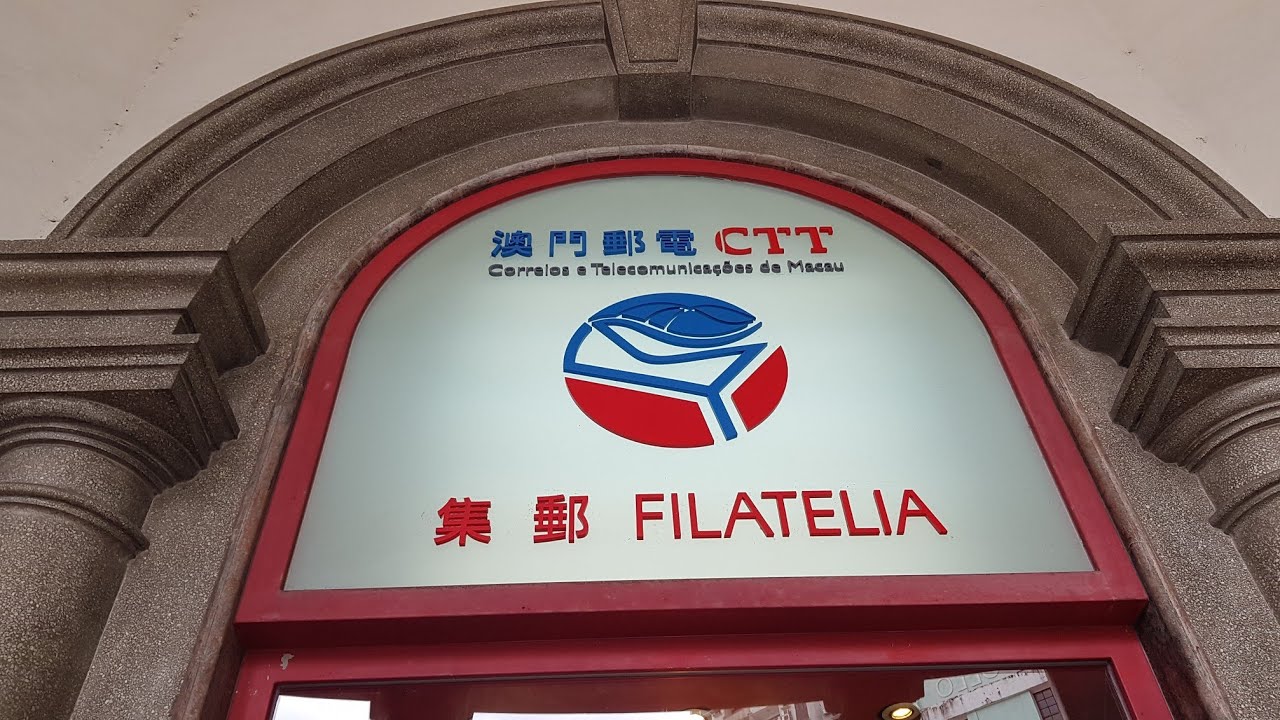 澳門郵電 CTT
Correios e Telecomunicações de Macau
集郵 FILATELIA